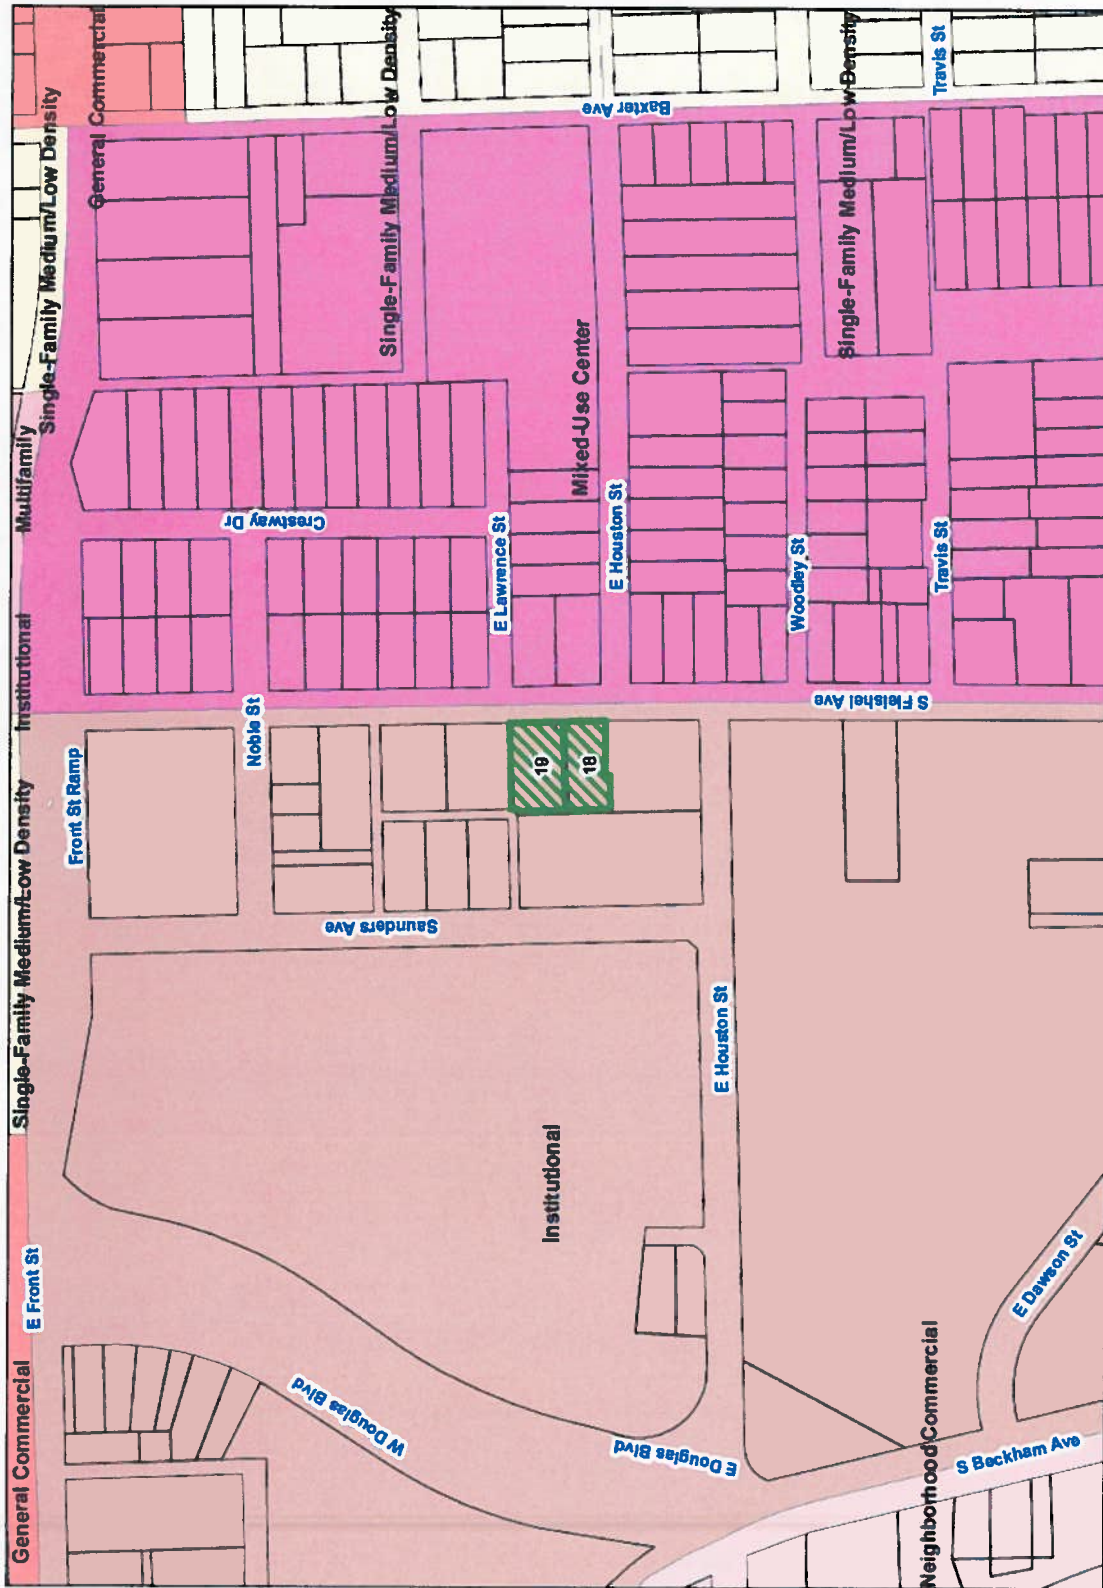 General Commercial
E Front St
Single-Family Medium/Low Density
Institutional
Multifamily
Single-Family Medium/Low Density
General Commercial
Front St Ramp
Noble St
Crestway Dr
W Douglas Blvd
Saunders Ave
Single-Family Medium/Low Density
E Lawrence St
Institutional
19
18
Mixed-Use Center
E Houston St
Baxter Ave
E Douglas Blvd
E Houston St
Woodley St
S Fleishel Ave
Single-Family Medium/Low Density
Travis St
Travis St
Neighborhood Commercial
S Beckham Ave
E Dawson St